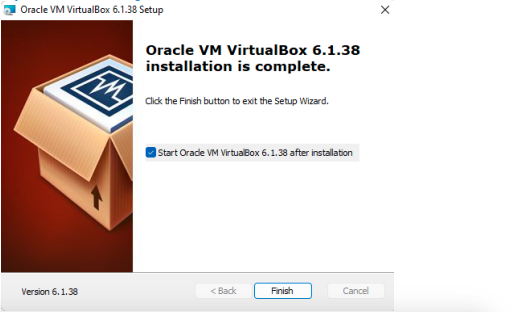 Oracle VM VirtualBox 6.1.38 Setup
Oracle VM VirtualBox 6.1.38
installation is complete.
Click the Finish button to exit the Setup Wizard.
Start Oracle VM VirtualBox 6.1.38 after installation
Version 6.1.38
< Back
Finish
Cancel